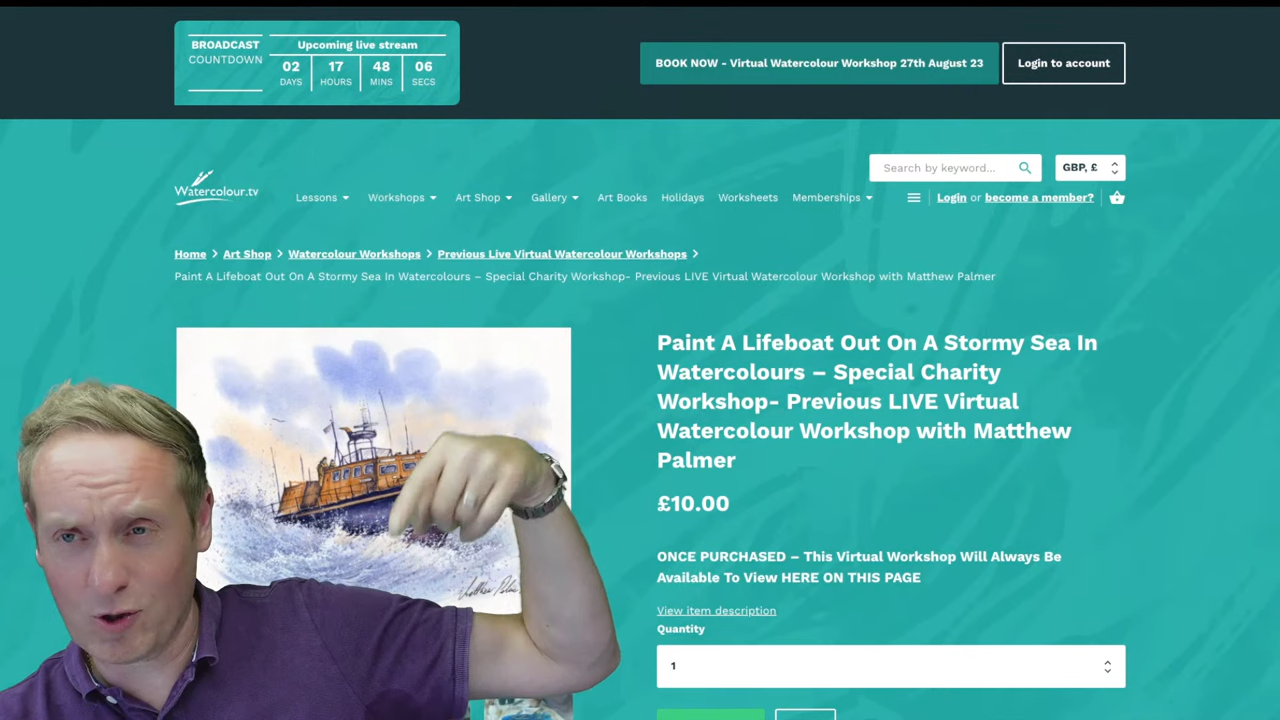 BROADCAST
COUNTDOWN
Upcoming live stream
02 17 48 06
DAYS HOURS MINS SECS
BOOK NOW - Virtual Watercolour Workshop 27th August 23
Login to account
Search by keyword...
GBP, £
Watercolour.tv
Lessons Workshops Art Shop Gallery Art Books Holidays Worksheets Memberships
Login or become a member?
Home > Art Shop > Watercolour Workshops > Previous Live Virtual Watercolour Workshops >
Paint A Lifeboat Out On A Stormy Sea In Watercolours – Special Charity Workshop- Previous LIVE Virtual Watercolour Workshop with Matthew Palmer
Paint A Lifeboat Out On A Stormy Sea In
Watercolours – Special Charity
Workshop- Previous LIVE Virtual
Watercolour Workshop with Matthew
Palmer
£10.00
ONCE PURCHASED – This Virtual Workshop Will Always Be
Available To View HERE ON THIS PAGE
View item description
Quantity
1
Matthew Palmer